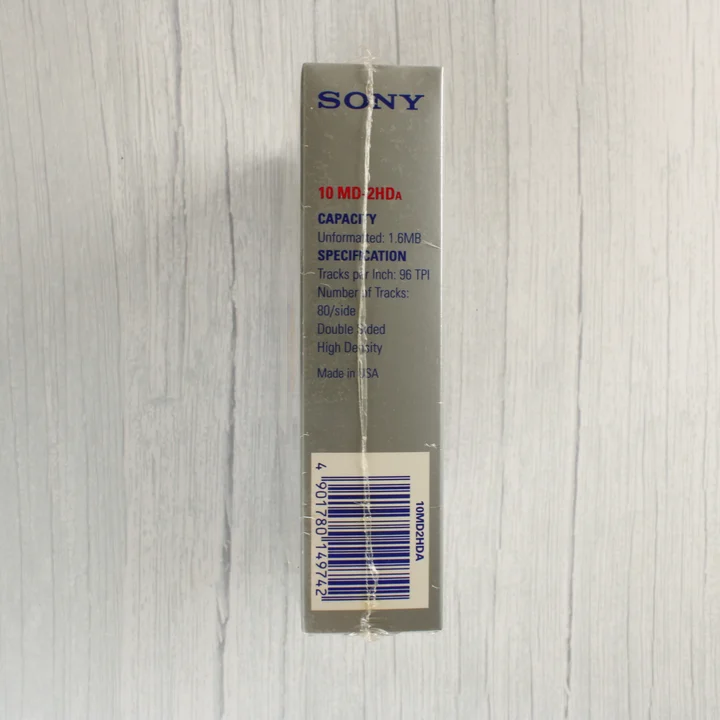 SONY
10 MD-2HDA
CAPACITY
Unformatted: 1.6MB
SPECIFICATION
Tracks per Inch: 96 TPI
Number of Tracks:
80/side
Double Sided
High Density
Made in USA
10MD2HDA
4 901780 149742